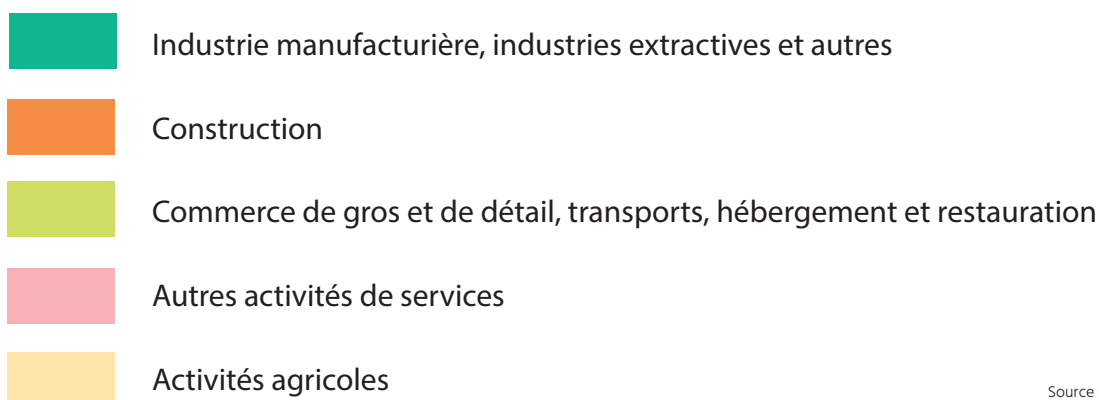 Industrie manufacturière, industries extractives et autres
Construction
Commerce de gros et de détail, transports, hébergement et restauration
Autres activités de services
Activités agricoles
Source